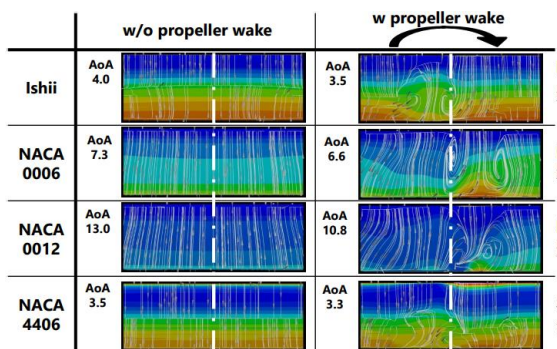 w/o propeller wake
w propeller wake
Ishii
AoA
4.0
AoA
3.5
NACA
0006
AoA
7.3
AoA
6.6
NACA
0012
AoA
13.0
AoA
10.8
NACA
4406
AoA
3.5
AoA
3.3